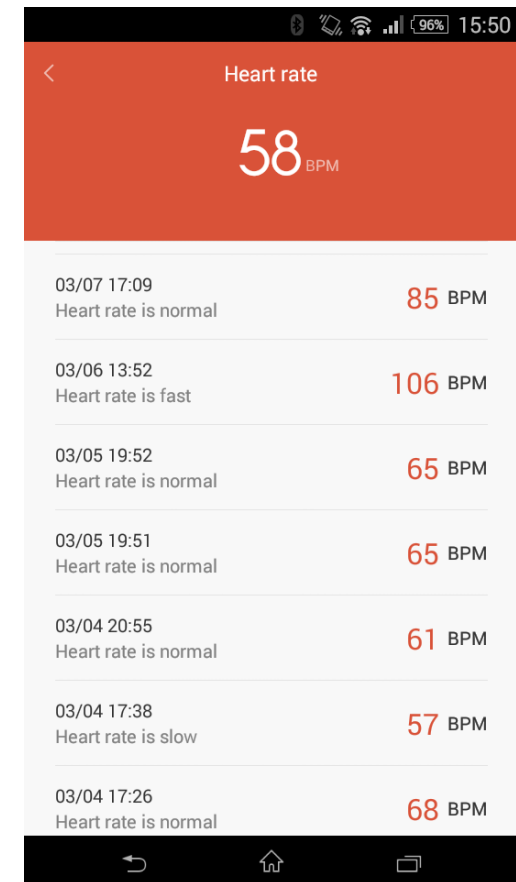 96% 15:50
Heart rate
58 BPM
03/07 17:09
Heart rate is normal
85 BPM
03/06 13:52
Heart rate is fast
106 BPM
03/05 19:52
Heart rate is normal
65 BPM
03/05 19:51
Heart rate is normal
65 BPM
03/04 20:55
Heart rate is normal
61 BPM
03/04 17:38
Heart rate is slow
57 BPM
03/04 17:26
Heart rate is normal
68 BPM